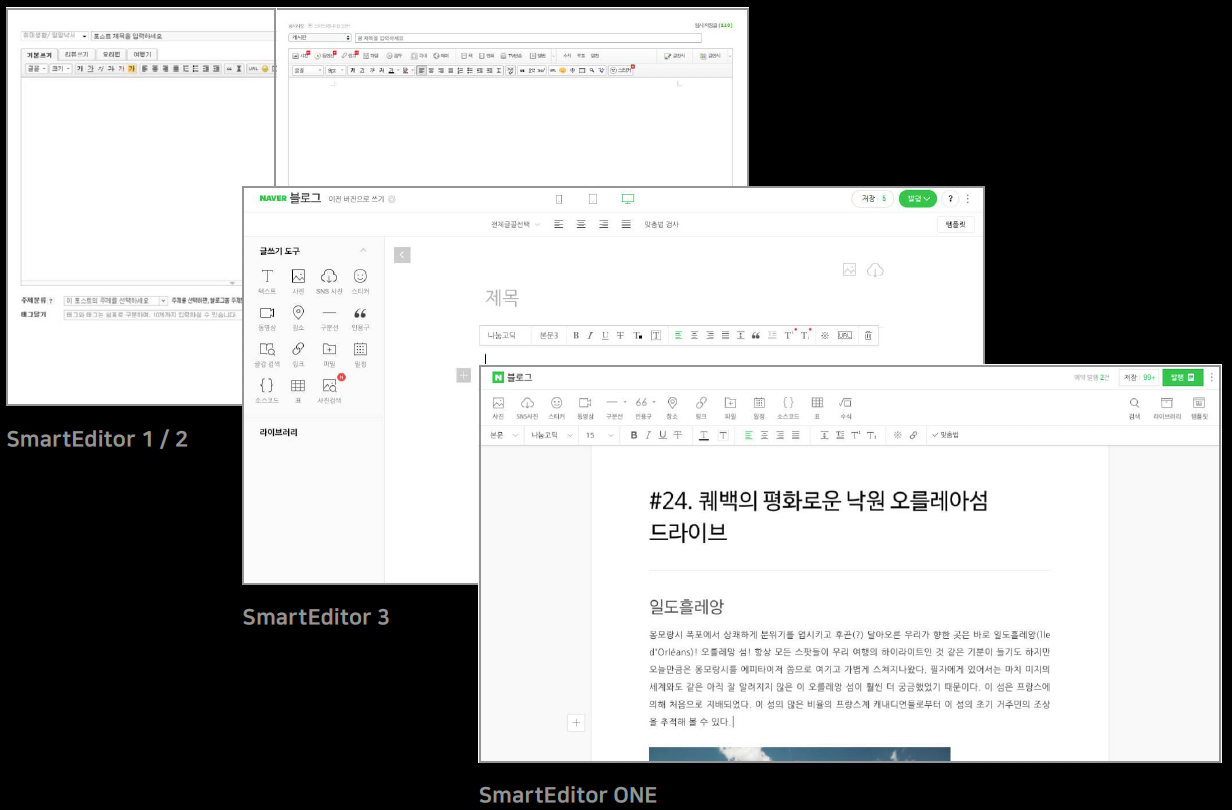 포스트 제목을 입력하세요
기본쓰기 리뷰쓰기 요리법 여행기
글꼴 크기
URL
주제분류 이 포스트의 주제를 선택하세요
태그달기
게시판
SmartEditor 1 / 2
NAVER 블로그 이전 버전으로 쓰기
저장 5 발행 ?
전체글꼴선택 맞춤법 검사 템플릿
글쓰기 도구
텍스트 사진 SNS 사진 스티커
동영상 장소 구분선 인용구
글감 검색 링크 파일 일정
소스코드 표 사진검색
라이브러리
제목
나눔고딕 본문3 B I U T URL
SmartEditor 3
N 블로그
예약 발행 2건 저장 99+ 발행
사진 SNS사진 스티커 동영상 구분선 인용구 장소 링크 파일 일정 소스코드 표 수식
검색 라이브러리 템플릿
본문 나눔고딕 15 B I U T 맞춤법
#24. 퀘백의 평화로운 낙원 오를레아섬
드라이브
일도흘레앙
몽모랑시 폭포에서 상쾌하게 분위기를 업시키고 후끈(?) 달아오른 우리가 향한 곳은 바로 일도흘레앙(Ile
d'Orléans)! 오를레앙 섬! 항상 모든 스팟들이 우리 여행의 하이라이트인 것 같은 기분이 들기도 하지만
오늘만큼은 몽모랑시를 에피타이저 쯤으로 여기고 가볍게 스쳐지나왔다. 필자에게 있어서는 마치 미지의
세계와도 같은 아직 잘 알려지지 않은 이 오를레앙 섬이 훨씬 더 궁금했었기 때문이다. 이 섬은 프랑스에
의해 처음으로 지배되었다. 이 섬의 많은 비율의 프랑스계 캐내디언들로부터 이 섬의 초기 거주민의 조상
을 추적해 볼 수 있다.
SmartEditor ONE